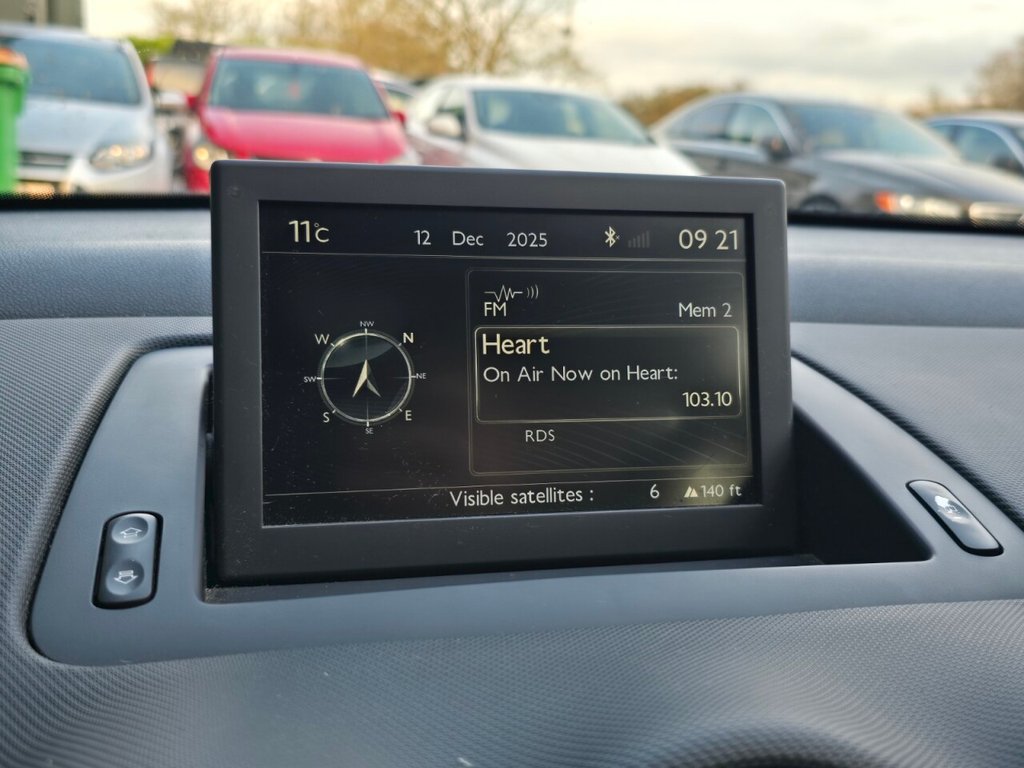 11°C 12 Dec 2025 09 21
FM Mem 2
Heart
On Air Now on Heart:
103.10
RDS
NW
W N
SW NE
S E
SE
Visible satellites : 6 140 ft